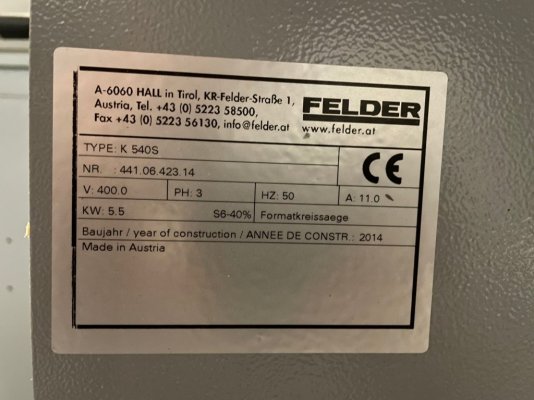 A-6060 HALL in Tirol, KR-Felder-Straße 1,
Austria, Tel. +43 (0) 5223 58500,
Fax +43 (0) 5223 56130, info@felder.at
FELDER
www.felder.at
TYPE: K 540S
CE
NR. : 441.06.423.14
V: 400.0 PH: 3 HZ: 50 A: 11.0
KW: 5.5 S6-40% Formatkreissaege
Baujahr / year of construction / ANNEE DE CONSTR.: 2014
Made in Austria